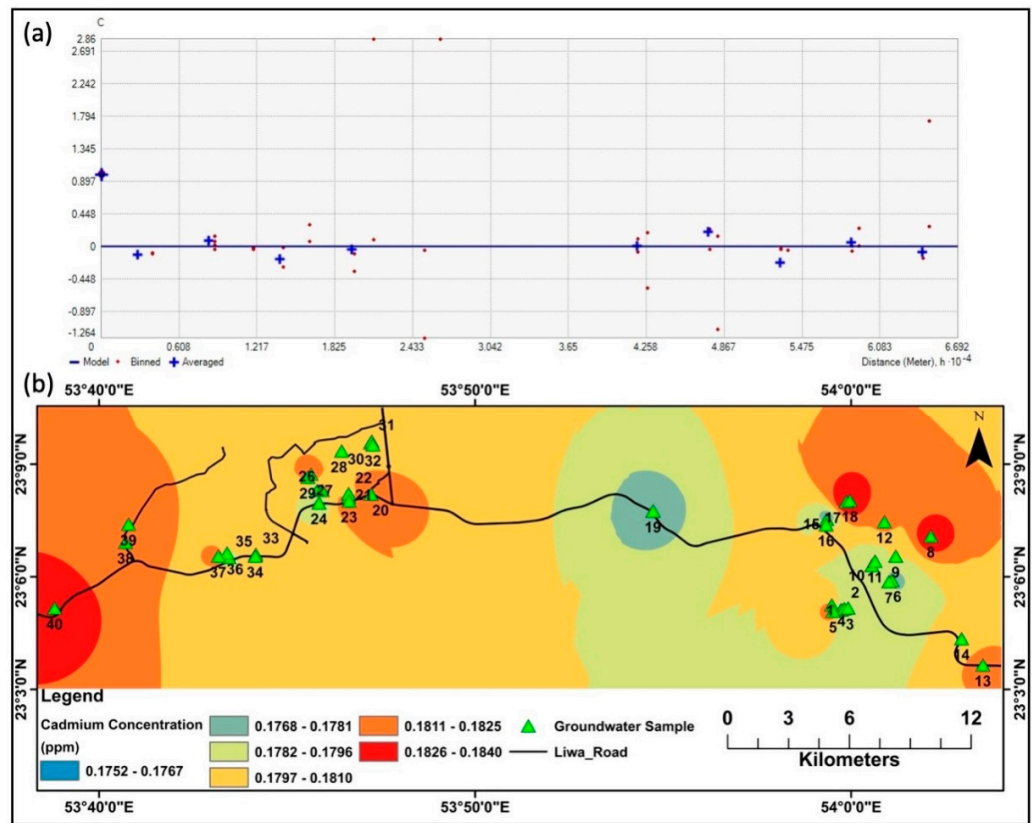 (a)
C
2.86
2.691
2.242
1.794
1.345
0.897
0.448
0
-0.448
-0.897
-1.264
0 0.608 1.217 1.825 2.433 3.042 3.65 4.258 4.867 5.475 6.083 6.692
Model Binned Averaged Distance (Meter), h ·10⁻⁴
(b)
53°40'0"E 53°50'0"E 54°0'0"E
N
31
28 30 32
23°9'0"N 23°9'0"N
26
22
29 27 21 20
24 23
18
17
15
16
19
12
8
39
38
35 33
37 36 34
23°6'0"N 23°6'0"N
10 11 9
2 7 6
1
5 4 3
40
14
13
23°3'0"N 23°3'0"N
Legend
Cadmium Concentration
(ppm)
0.1752 - 0.1767
0.1768 - 0.1781
0.1782 - 0.1796
0.1797 - 0.1810
0.1811 - 0.1825
0.1826 - 0.1840
Groundwater Sample
Liwa_Road
0 3 6 12
Kilometers
53°40'0"E 53°50'0"E 54°0'0"E